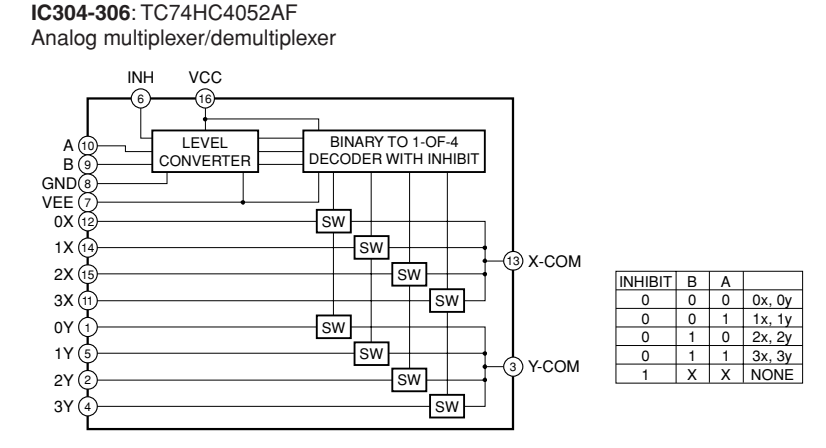 IC304-306: TC74HC4052AF
Analog multiplexer/demultiplexer
INH VCC
6 16
A 10
B 9
GND 8
VEE 7
LEVEL
CONVERTER
BINARY TO 1-OF-4
DECODER WITH INHIBIT
0X 12 SW
1X 14 SW
2X 15 SW
3X 11 SW
13 X-COM
0Y 1 SW
1Y 5 SW
2Y 2 SW
3Y 4 SW
3 Y-COM
INHIBIT B A
0 0 0 0x, 0y
0 0 1 1x, 1y
0 1 0 2x, 2y
0 1 1 3x, 3y
1 X X NONE